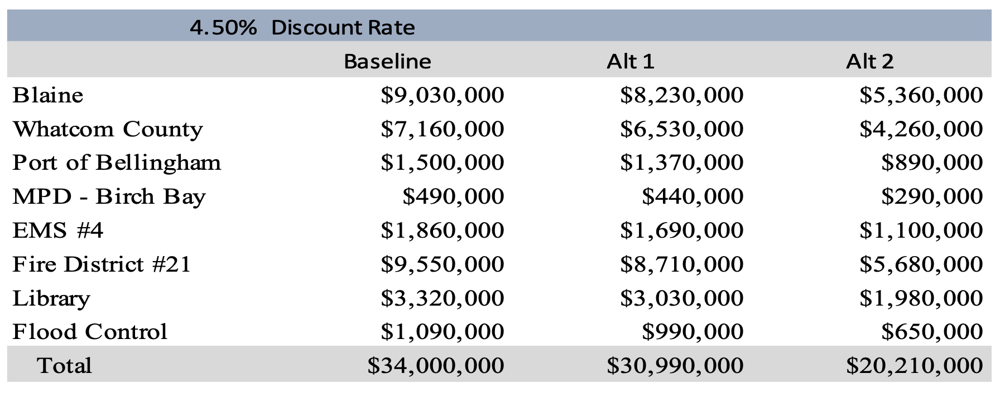 4.50% Discount Rate
Baseline Alt 1 Alt 2
Blaine $9,030,000 $8,230,000 $5,360,000
Whatcom County $7,160,000 $6,530,000 $4,260,000
Port of Bellingham $1,500,000 $1,370,000 $890,000
MPD - Birch Bay $490,000 $440,000 $290,000
EMS #4 $1,860,000 $1,690,000 $1,100,000
Fire District #21 $9,550,000 $8,710,000 $5,680,000
Library $3,320,000 $3,030,000 $1,980,000
Flood Control $1,090,000 $990,000 $650,000
Total $34,000,000 $30,990,000 $20,210,000